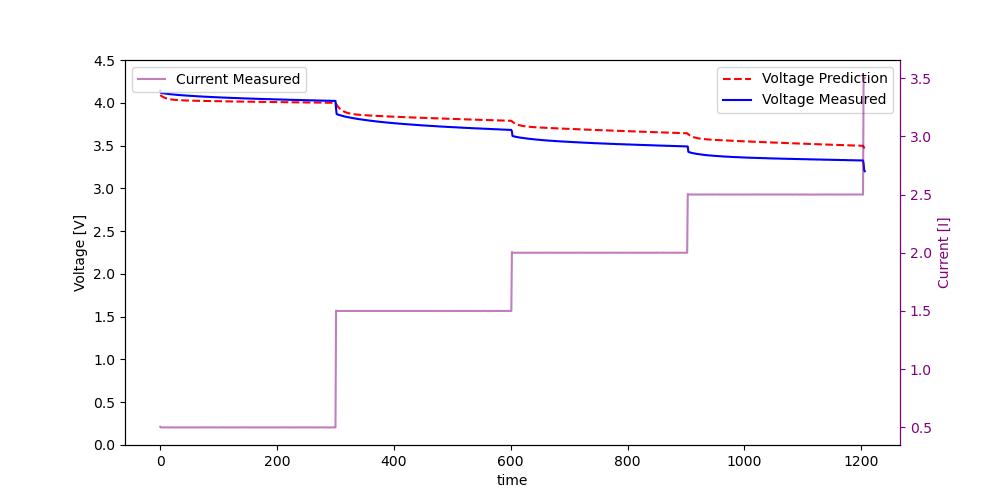 Current Measured
Voltage Prediction
Voltage Measured
Voltage [V]
4.5
4.0
3.5
3.0
2.5
2.0
1.5
1.0
0.5
0.0
3.5
3.0
2.5
2.0
1.5
1.0
0.5
Current [I]
0 200 400 600 800 1000 1200
time